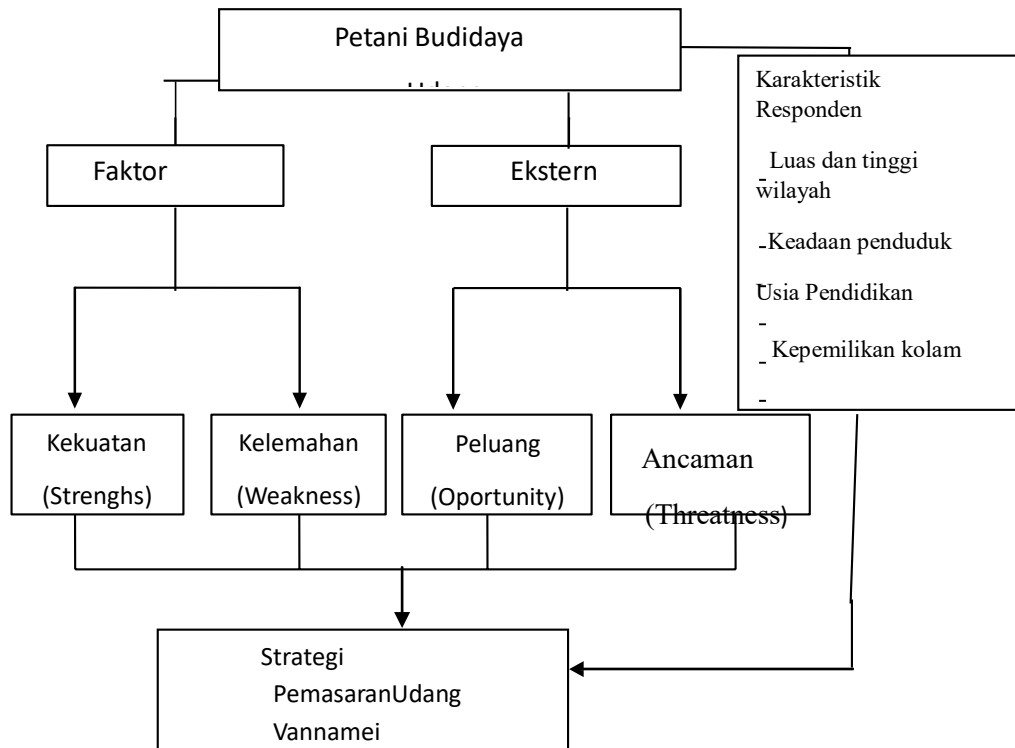 Petani Budidaya
Karakteristik
Responden
- Luas dan tinggi
wilayah
-Keadaan penduduk
-
Usia Pendidikan
-
- Kepemilikan kolam
-
Faktor
Ekstern
Kekuatan
(Strenghs)
Kelemahan
(Weakness)
Peluang
(Oportunity)
Ancaman
(Threatness)
Strategi
PemasaranUdang
Vannamei